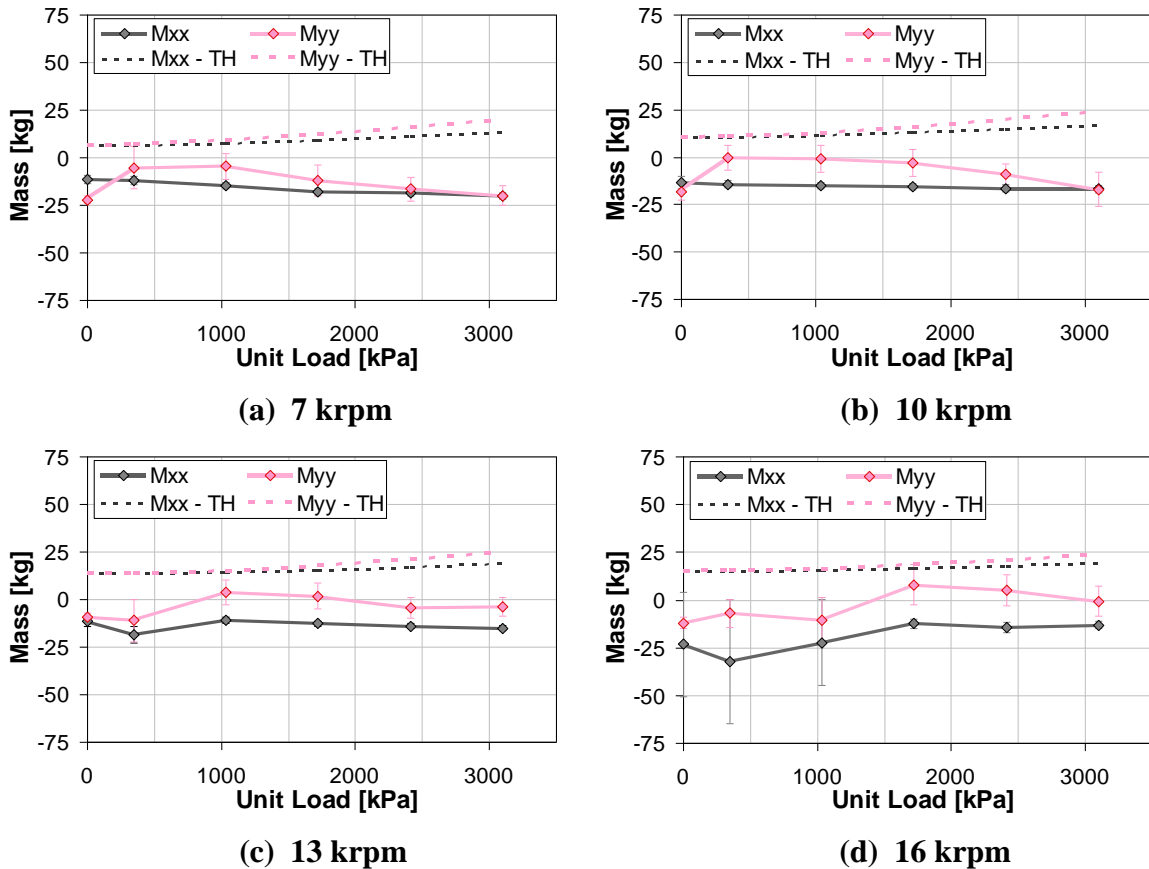 75
50
25
0
-25
-50
-75
Mass [kg]
Mxx
Myy
Mxx - TH
Myy - TH
0
1000
2000
3000
Unit Load [kPa]
(a) 7 krpm
75
50
25
0
-25
-50
-75
Mass [kg]
Mxx
Myy
Mxx - TH
Myy - TH
0
1000
2000
3000
Unit Load [kPa]
(b) 10 krpm
75
50
25
0
-25
-50
-75
Mass [kg]
Mxx
Myy
Mxx - TH
Myy - TH
0
1000
2000
3000
Unit Load [kPa]
(c) 13 krpm
75
50
25
0
-25
-50
-75
Mass [kg]
Mxx
Myy
Mxx - TH
Myy - TH
0
1000
2000
3000
Unit Load [kPa]
(d) 16 krpm